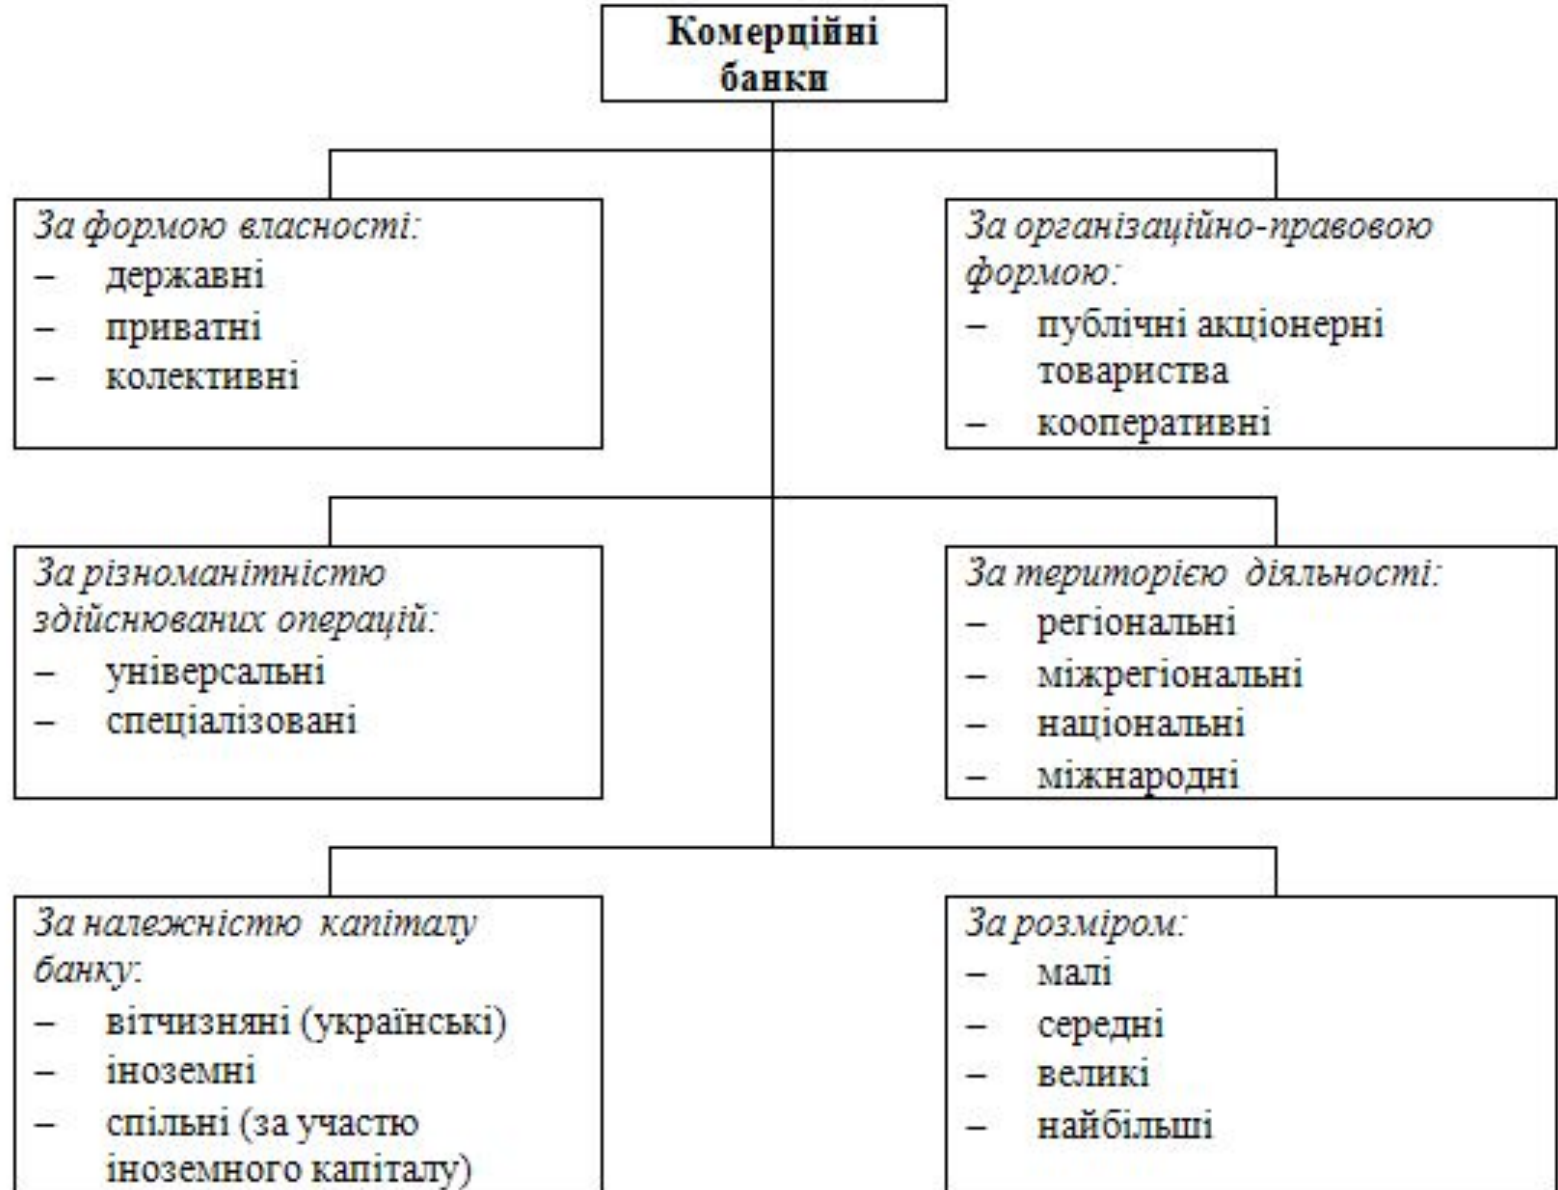 Комерційні
банки
За формою власності:
– державні
– приватні
– колективні
За організаційно-правовою
формою:
– публічні акціонерні
товариства
– кооперативні
За різноманітністю
здійснюваних операцій:
– універсальні
– спеціалізовані
За територією діяльності:
– регіональні
– міжрегіональні
– національні
– міжнародні
За належністю капіталу
банку:
– вітчизняні (українські)
– іноземні
– спільні (за участю
іноземного капіталу)
За розміром:
– малі
– середні
– великі
– найбільші